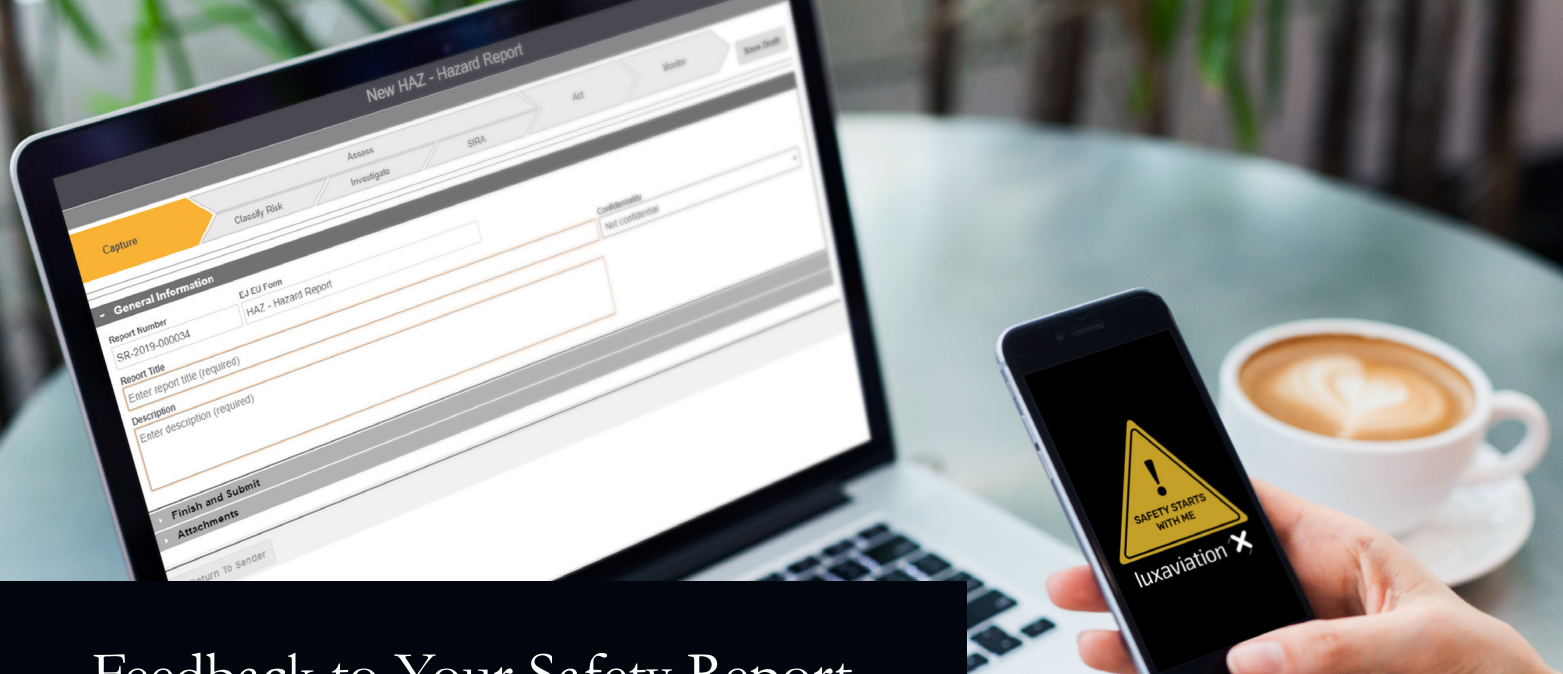 New HAZ - Hazard Report
Save Draft
Capture
Assess
Classify Risk
Investigate
SIRA
Act
Monitor
General Information
Report Number
EJ EU Form
Confidentiality
SR-2019-000034
HAZ - Hazard Report
Not confidential
Report Title
Enter report title (required)
Description
Enter description (required)
Finish and Submit
Attachments
Return To Sender
SAFETY STARTS
WITH ME
luxaviation
Feedback to Your Safety Report